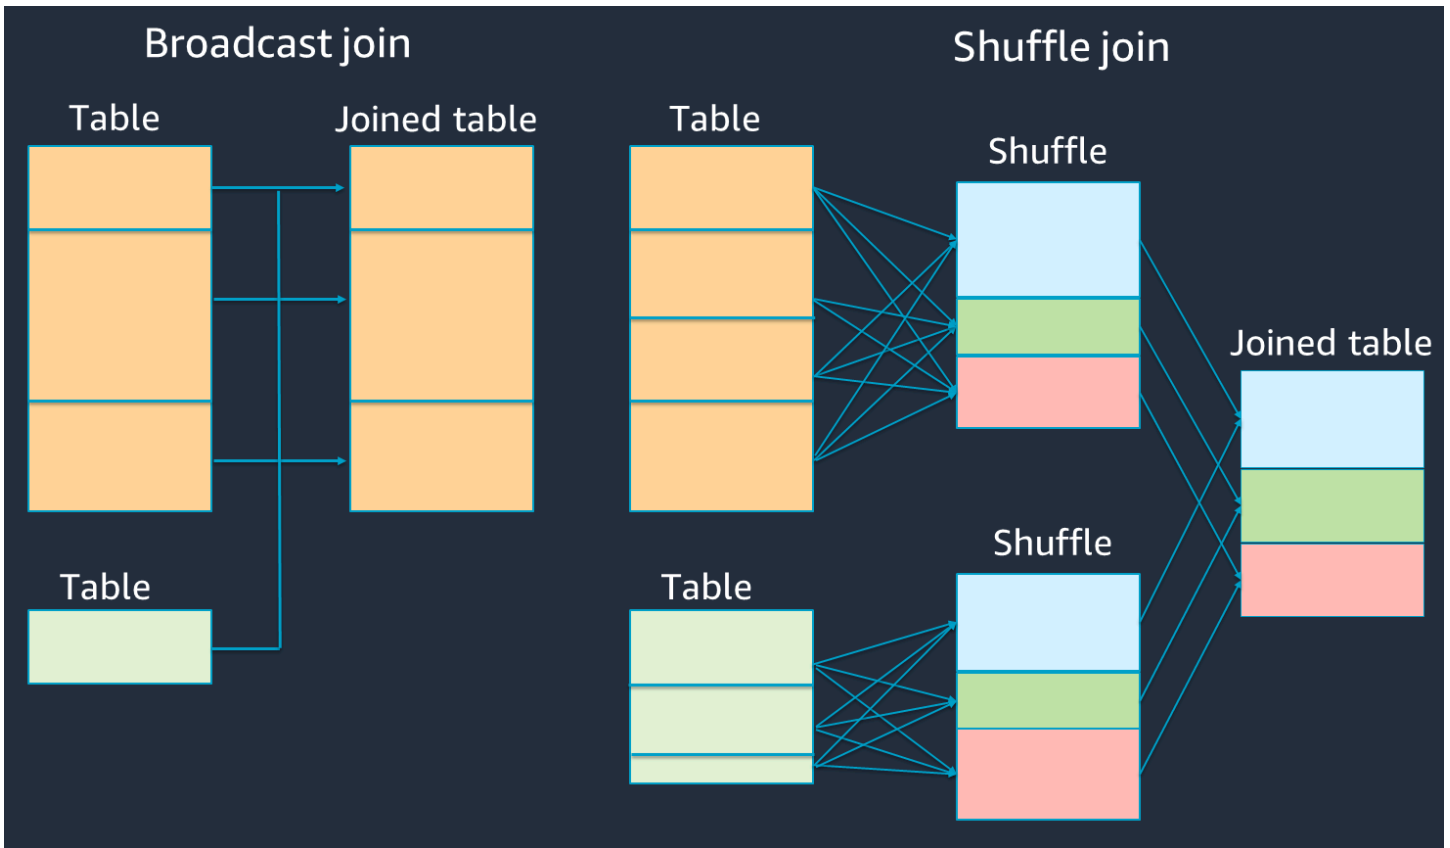 Broadcast join
Table
Joined table
Table
Shuffle join
Table
Shuffle
Joined table
Table
Shuffle